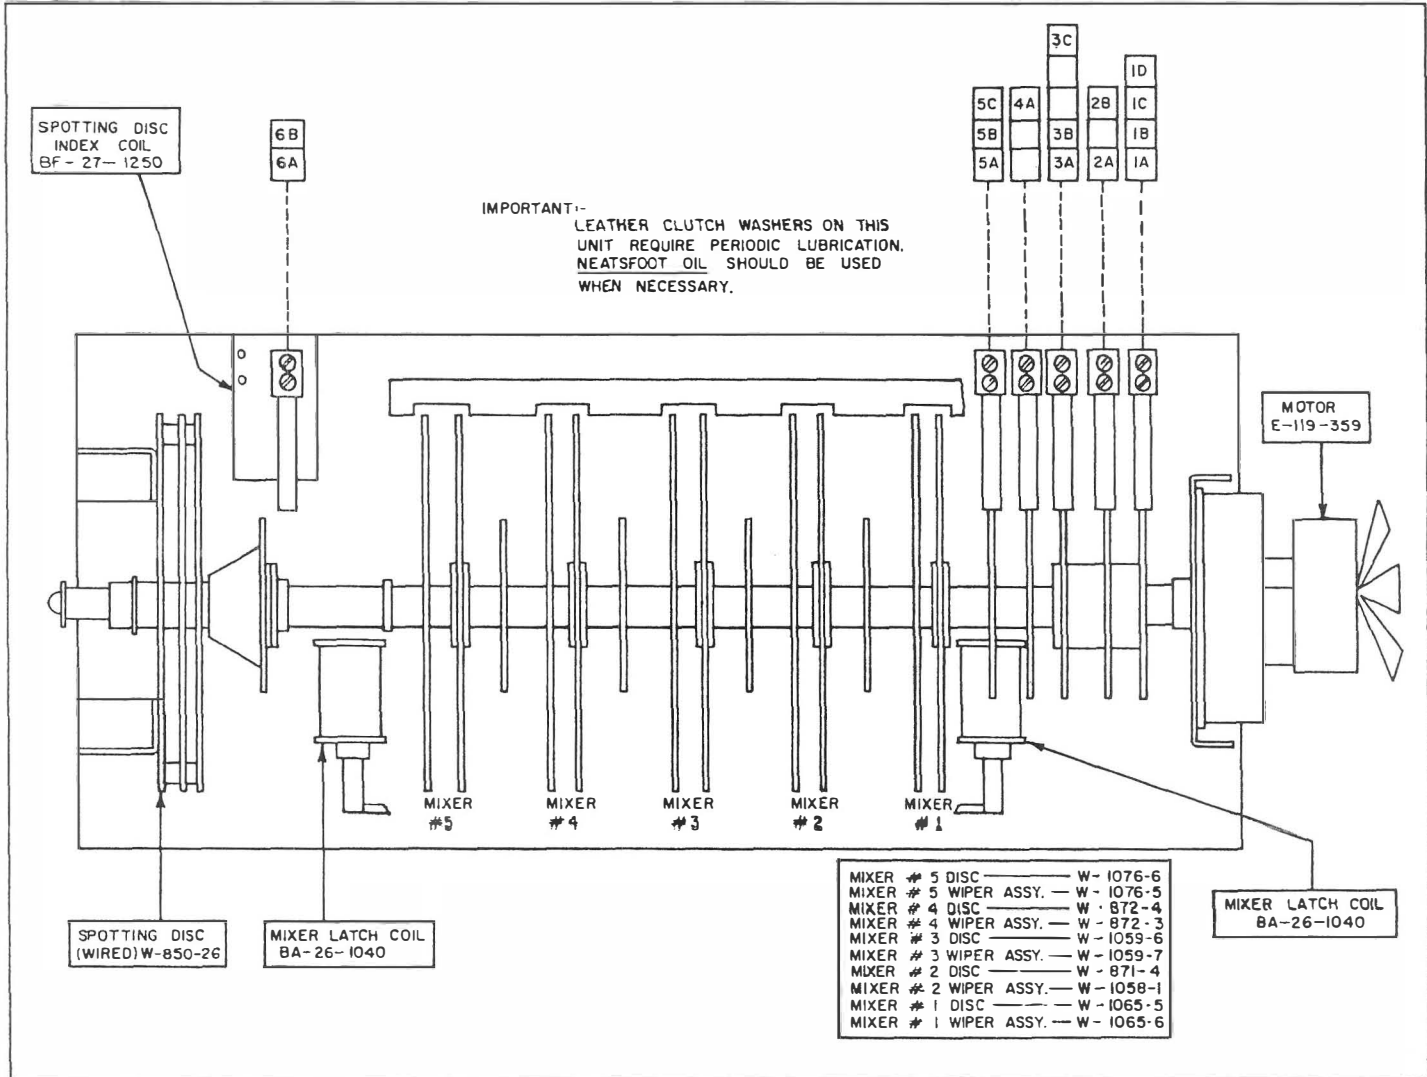 3C
1D
5C 4A 2B 1C
6B 5B 3B 1B
6A 5A 3A 2A 1A
SPOTTING DISC
INDEX COIL
BF-27-1250
IMPORTANT:-
LEATHER CLUTCH WASHERS ON THIS
UNIT REQUIRE PERIODIC LUBRICATION.
NEATSFOOT OIL SHOULD BE USED
WHEN NECESSARY.
MOTOR
E-119-359
MIXER
#5
MIXER
#4
MIXER
#3
MIXER
#2
MIXER
#1
SPOTTING DISC
(WIRED) W-850-26
MIXER LATCH COIL
BA-26-1040
MIXER # 5 DISC — W-1076-6
MIXER # 5 WIPER ASSY. — W-1076-5
MIXER # 4 DISC — W-872-4
MIXER # 4 WIPER ASSY. — W-872-3
MIXER # 3 DISC — W-1059-6
MIXER # 3 WIPER ASSY. — W-1059-7
MIXER # 2 DISC — W-871-4
MIXER # 2 WIPER ASSY. — W-1058-1
MIXER # 1 DISC — W-1065-5
MIXER # 1 WIPER ASSY. — W-1065-6
MIXER LATCH COIL
BA-26-1040